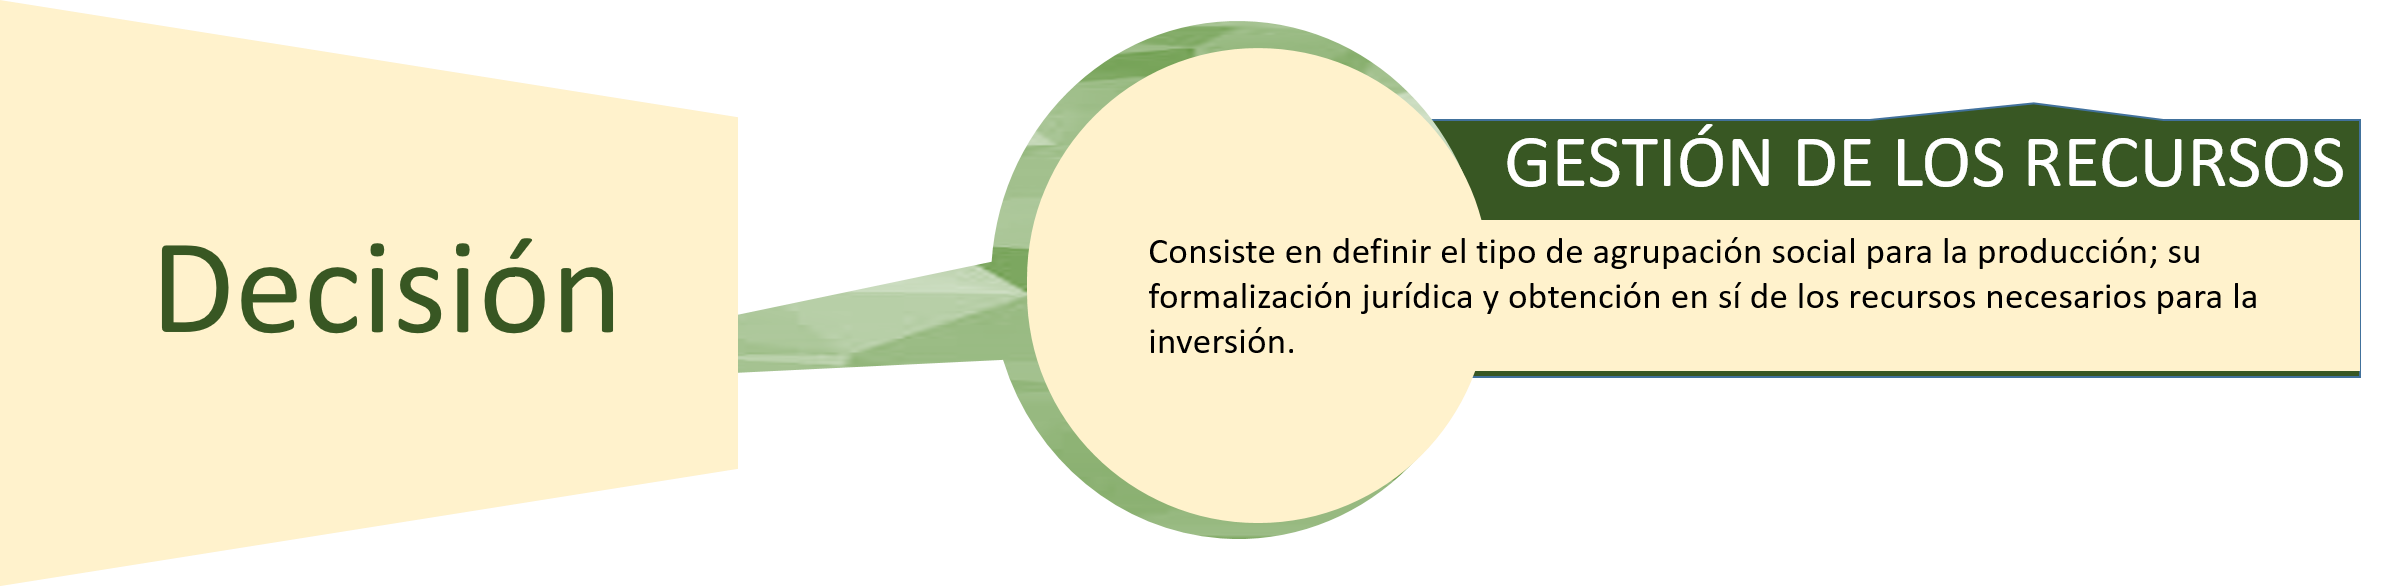 Decisión
GESTIÓN DE LOS RECURSOS
Consiste en definir el tipo de agrupación social para la producción; su
formalización jurídica y obtención en sí de los recursos necesarios para la
inversión.